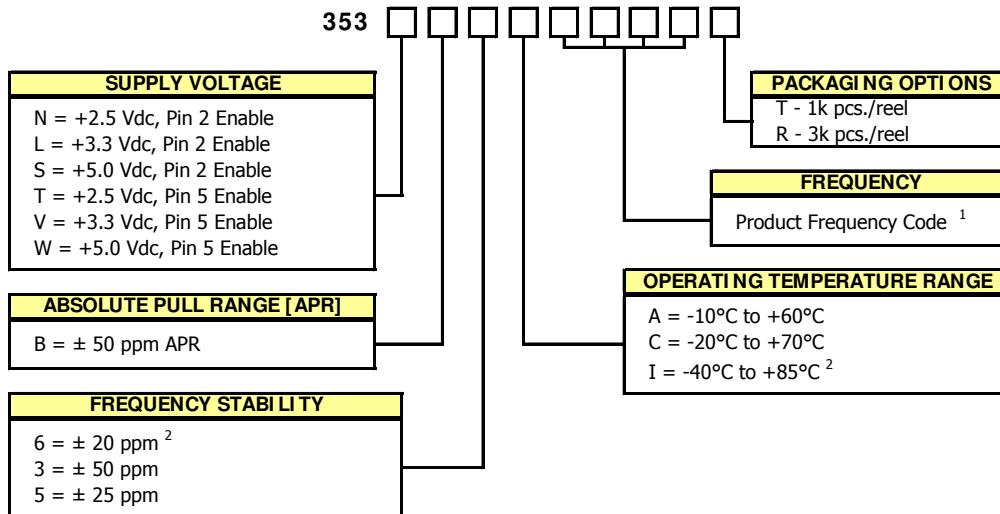 353
SUPPLY VOLTAGE
N = +2.5 Vdc, Pin 2 Enable
L = +3.3 Vdc, Pin 2 Enable
S = +5.0 Vdc, Pin 2 Enable
T = +2.5 Vdc, Pin 5 Enable
V = +3.3 Vdc, Pin 5 Enable
W = +5.0 Vdc, Pin 5 Enable
ABSOLUTE PULL RANGE [APR]
B = ± 50 ppm APR
FREQUENCY STABILITY
6 = ± 20 ppm ²
3 = ± 50 ppm
5 = ± 25 ppm
PACKAGING OPTIONS
T - 1k pcs./reel
R - 3k pcs./reel
FREQUENCY
Product Frequency Code ¹
OPERATING TEMPERATURE RANGE
A = -10°C to +60°C
C = -20°C to +70°C
I = -40°C to +85°C ²